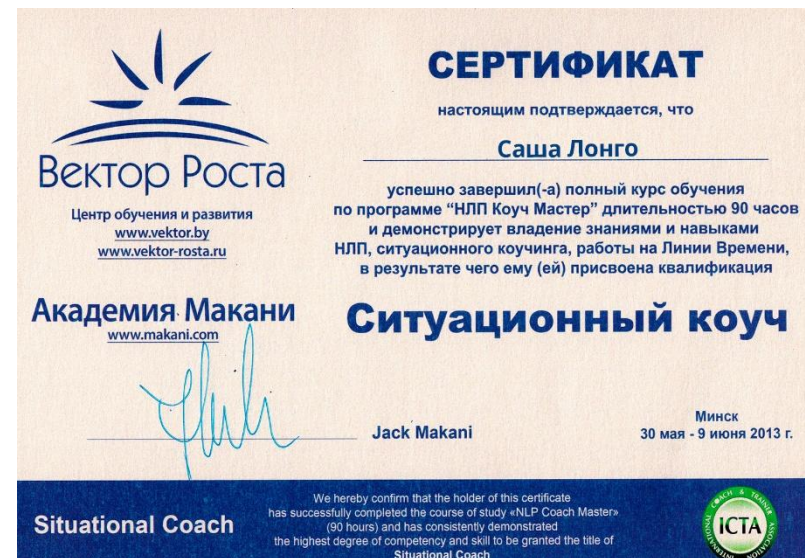 Вектор Роста
Центр обучения и развития
www.vektor.by
www.vektor-rosta.ru
Академия Макани
www.makani.com
СЕРТИФИКАТ
настоящим подтверждается, что
Саша Лонго
успешно завершил(-а) полный курс обучения
по программе “НЛП Коуч Мастер” длительностью 90 часов
и демонстрирует владение знаниями и навыками
НЛП, ситуационного коучинга, работы на Линии Времени,
в результате чего ему (ей) присвоена квалификация
Ситуационный коуч
Jack Makani
Минск
30 мая - 9 июня 2013 г.
Situational Coach
We hereby confirm that the holder of this certificate
has successfully completed the course of study «NLP Coach Master»
(90 hours) and has consistently demonstrated
the highest degree of competency and skill to be granted the title of
Situational Coach
INTERNATIONAL COACH & TRAINER ASSOCIATION
ICTA